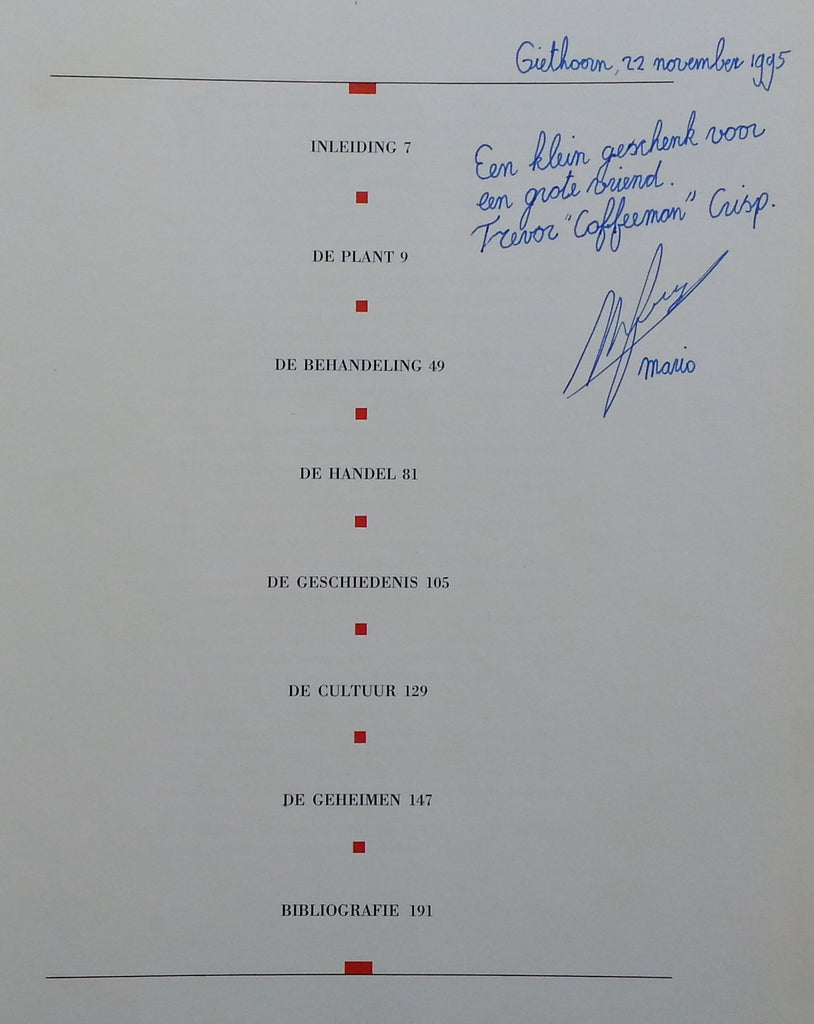 Giethoorn, 22 november 1995
Een klein geschenk voor
een grote vriend.
Trevor "Coffeeman" Crisp.
mario
INLEIDING 7
DE PLANT 9
DE BEHANDELING 49
DE HANDEL 81
DE GESCHIEDENIS 105
DE CULTUUR 129
DE GEHEIMEN 147
BIBLIOGRAFIE 191